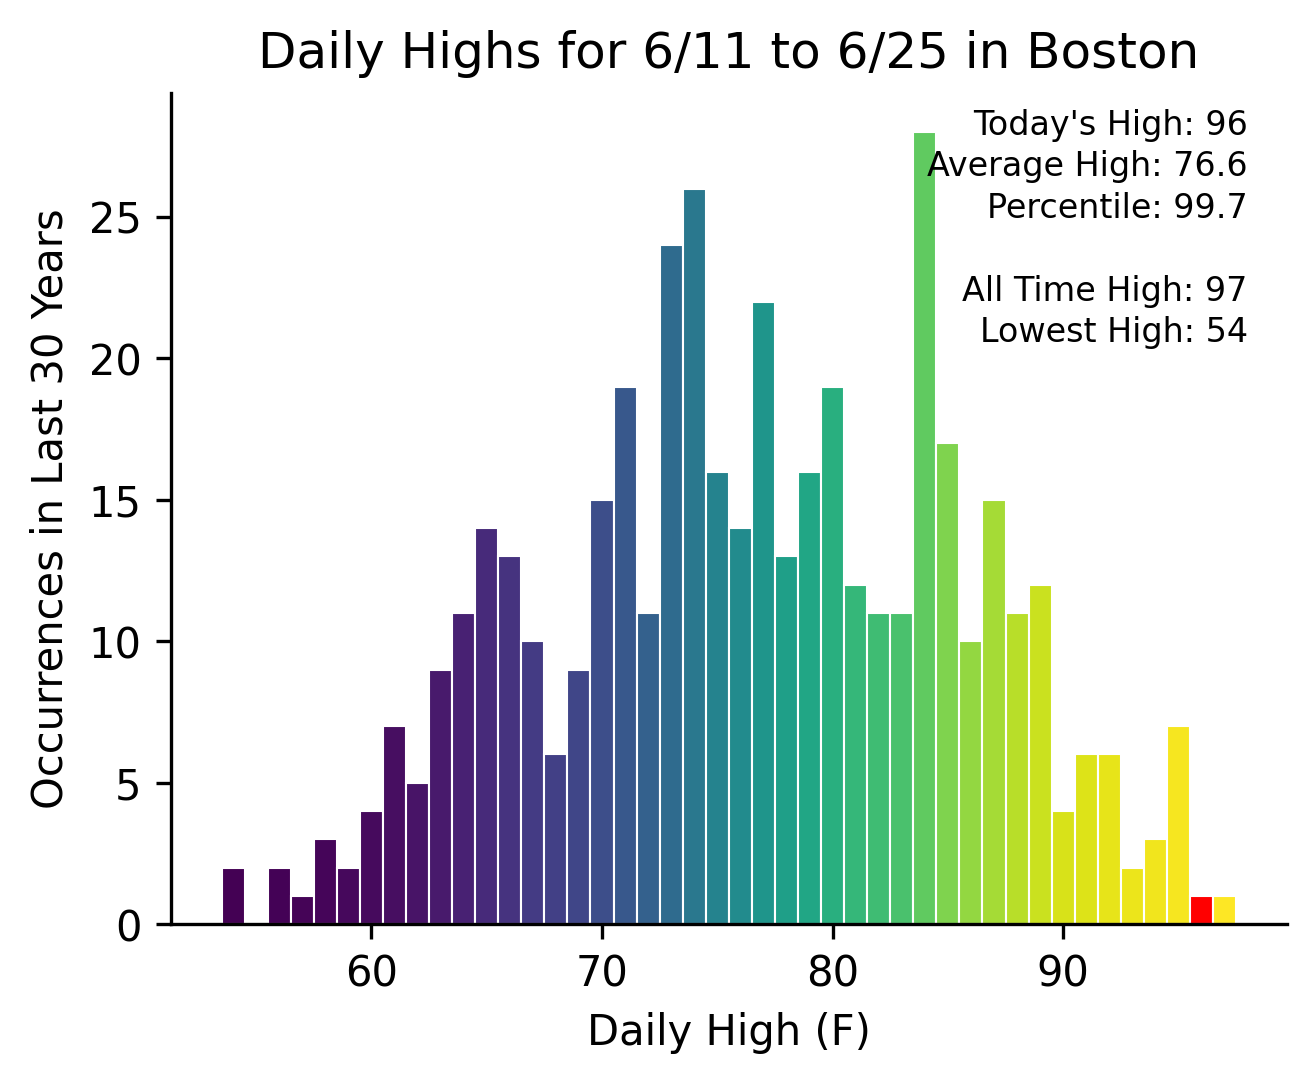 Daily Highs for 6/11 to 6/25 in Boston
Today's High: 96
Average High: 76.6
Percentile: 99.7
All Time High: 97
Lowest High: 54
Occurrences in Last 30 Years
25
20
15
10
5
0
60 70 80 90
Daily High (F)